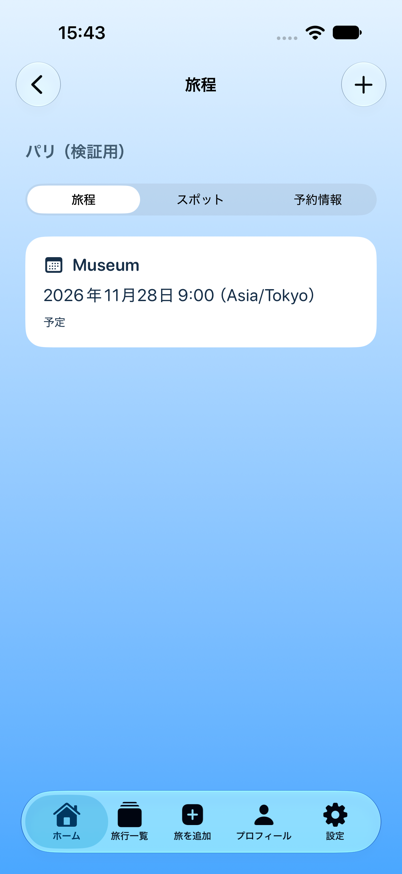 15:43
旅程
パリ（検証用）
旅程 スポット 予約情報
Museum
2026年11月28日 9:00（Asia/Tokyo）
予定
ホーム 旅行一覧 旅を追加 プロフィール 設定